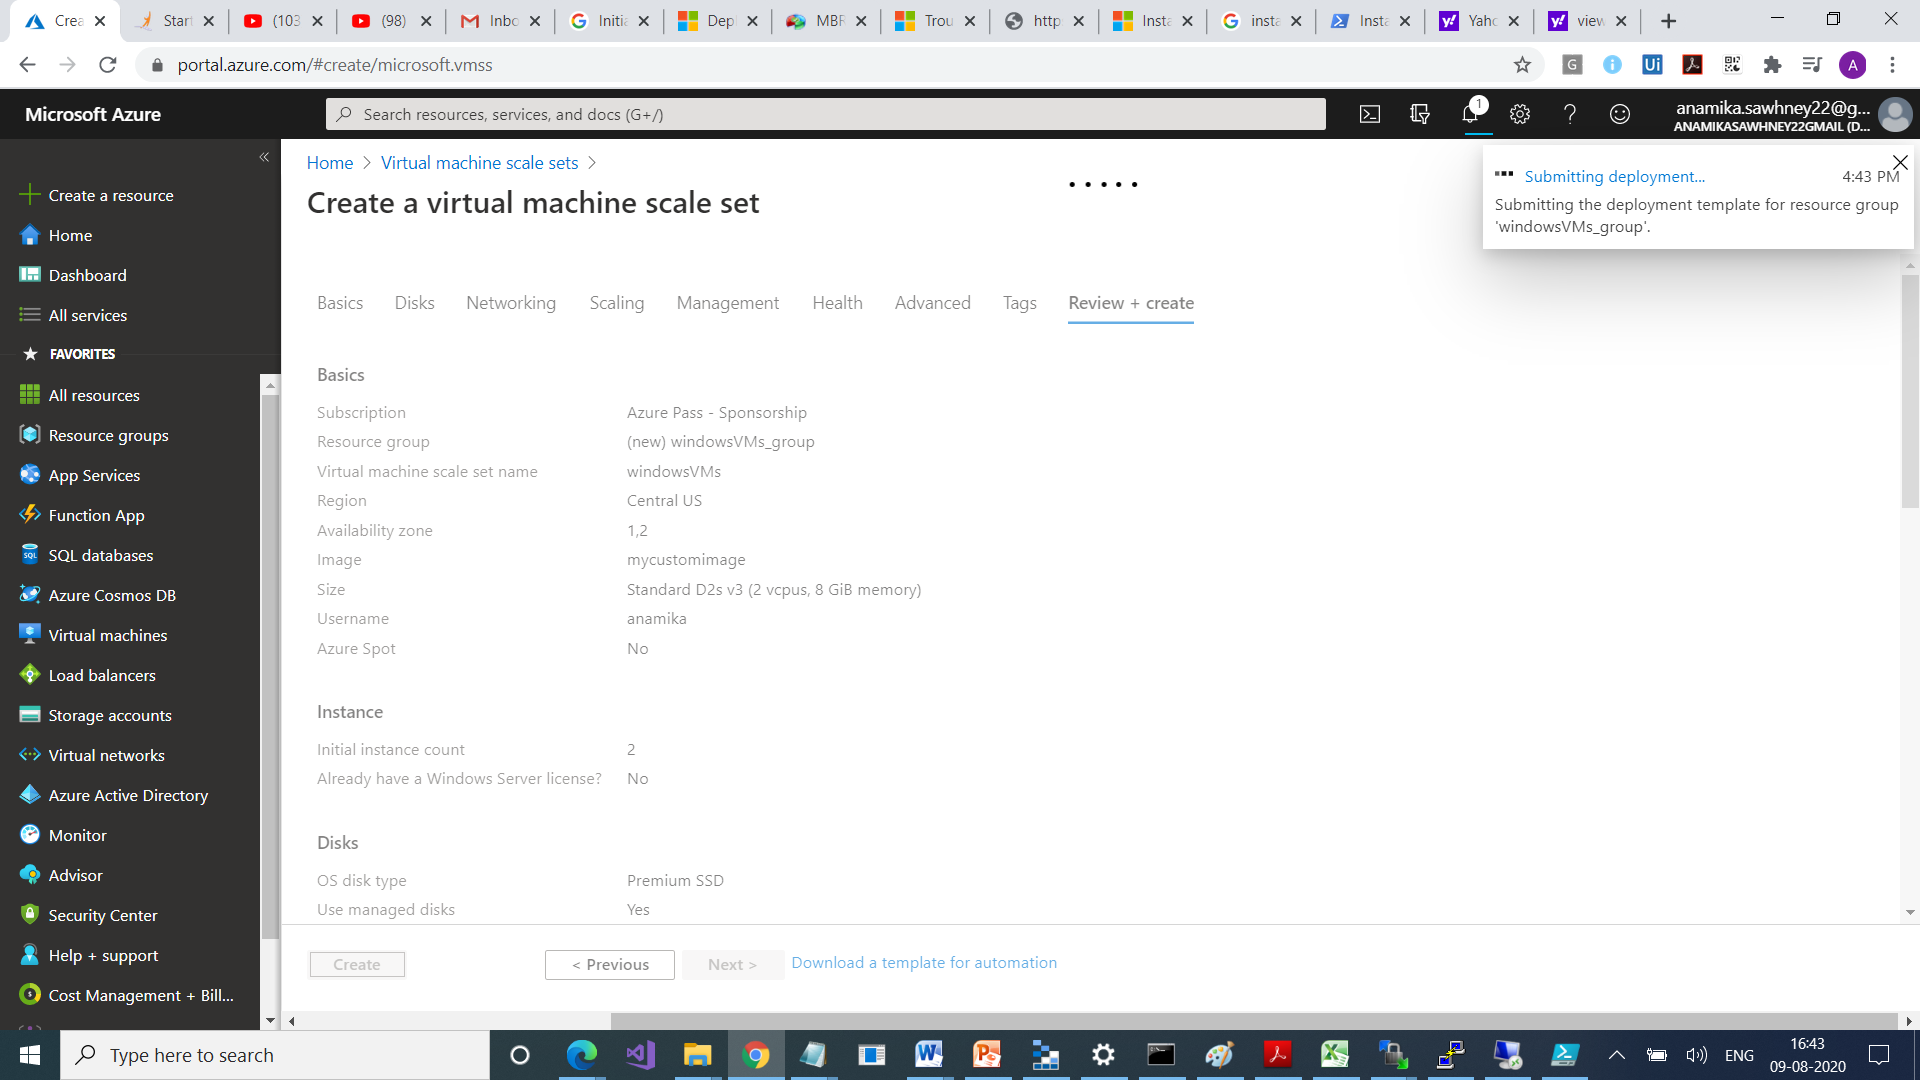 Crea
Start
(103
(98)
Inbo
Initia
Depl
MBR
Trou
http
Insta
insta
Insta
Yaho
view
portal.azure.com/#create/microsoft.vmss
Microsoft Azure
Search resources, services, and docs (G+/)
1
anamika.sawhney22@g...
ANAMIKASAWHNEY22GMAIL (D...
Create a resource
Home
Dashboard
All services
FAVORITES
All resources
Resource groups
App Services
Function App
SQL databases
Azure Cosmos DB
Virtual machines
Load balancers
Storage accounts
Virtual networks
Azure Active Directory
Monitor
Advisor
Security Center
Help + support
Cost Management + Bill...
Home > Virtual machine scale sets >
Create a virtual machine scale set
Submitting deployment... 4:43 PM
Submitting the deployment template for resource group
'windowsVMs_group'.
Basics Disks Networking Scaling Management Health Advanced Tags Review + create
Basics
Subscription Azure Pass - Sponsorship
Resource group (new) windowsVMs_group
Virtual machine scale set name windowsVMs
Region Central US
Availability zone 1,2
Image mycustomimage
Size Standard D2s v3 (2 vcpus, 8 GiB memory)
Username anamika
Azure Spot No
Instance
Initial instance count 2
Already have a Windows Server license? No
Disks
OS disk type Premium SSD
Use managed disks Yes
Create < Previous Next > Download a template for automation
Type here to search
ENG
16:43
09-08-2020